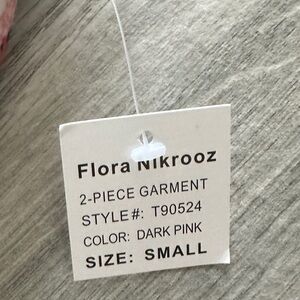 Flora Nikrooz
2-PIECE GARMENT
STYLE#: T90524
COLOR: DARK PINK
SIZE: SMALL